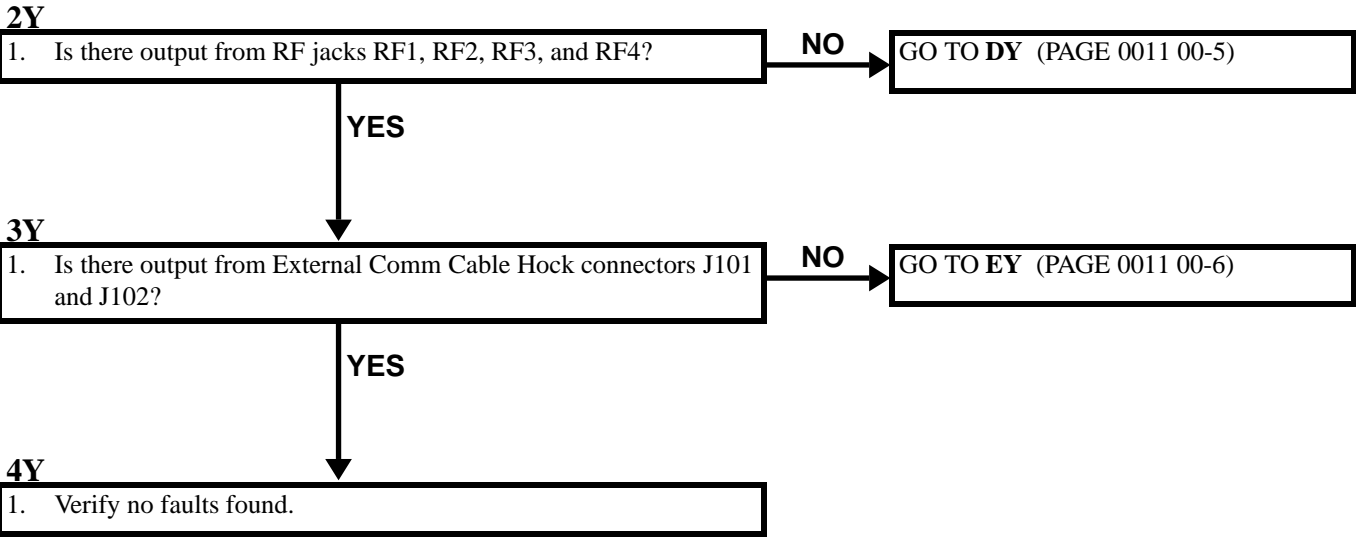 2Y
1. Is there output from RF jacks RF1, RF2, RF3, and RF4?
NO
GO TO DY (PAGE 0011 00-5)
YES
3Y
1. Is there output from External Comm Cable Hock connectors J101
and J102?
NO
GO TO EY (PAGE 0011 00-6)
YES
4Y
1. Verify no faults found.